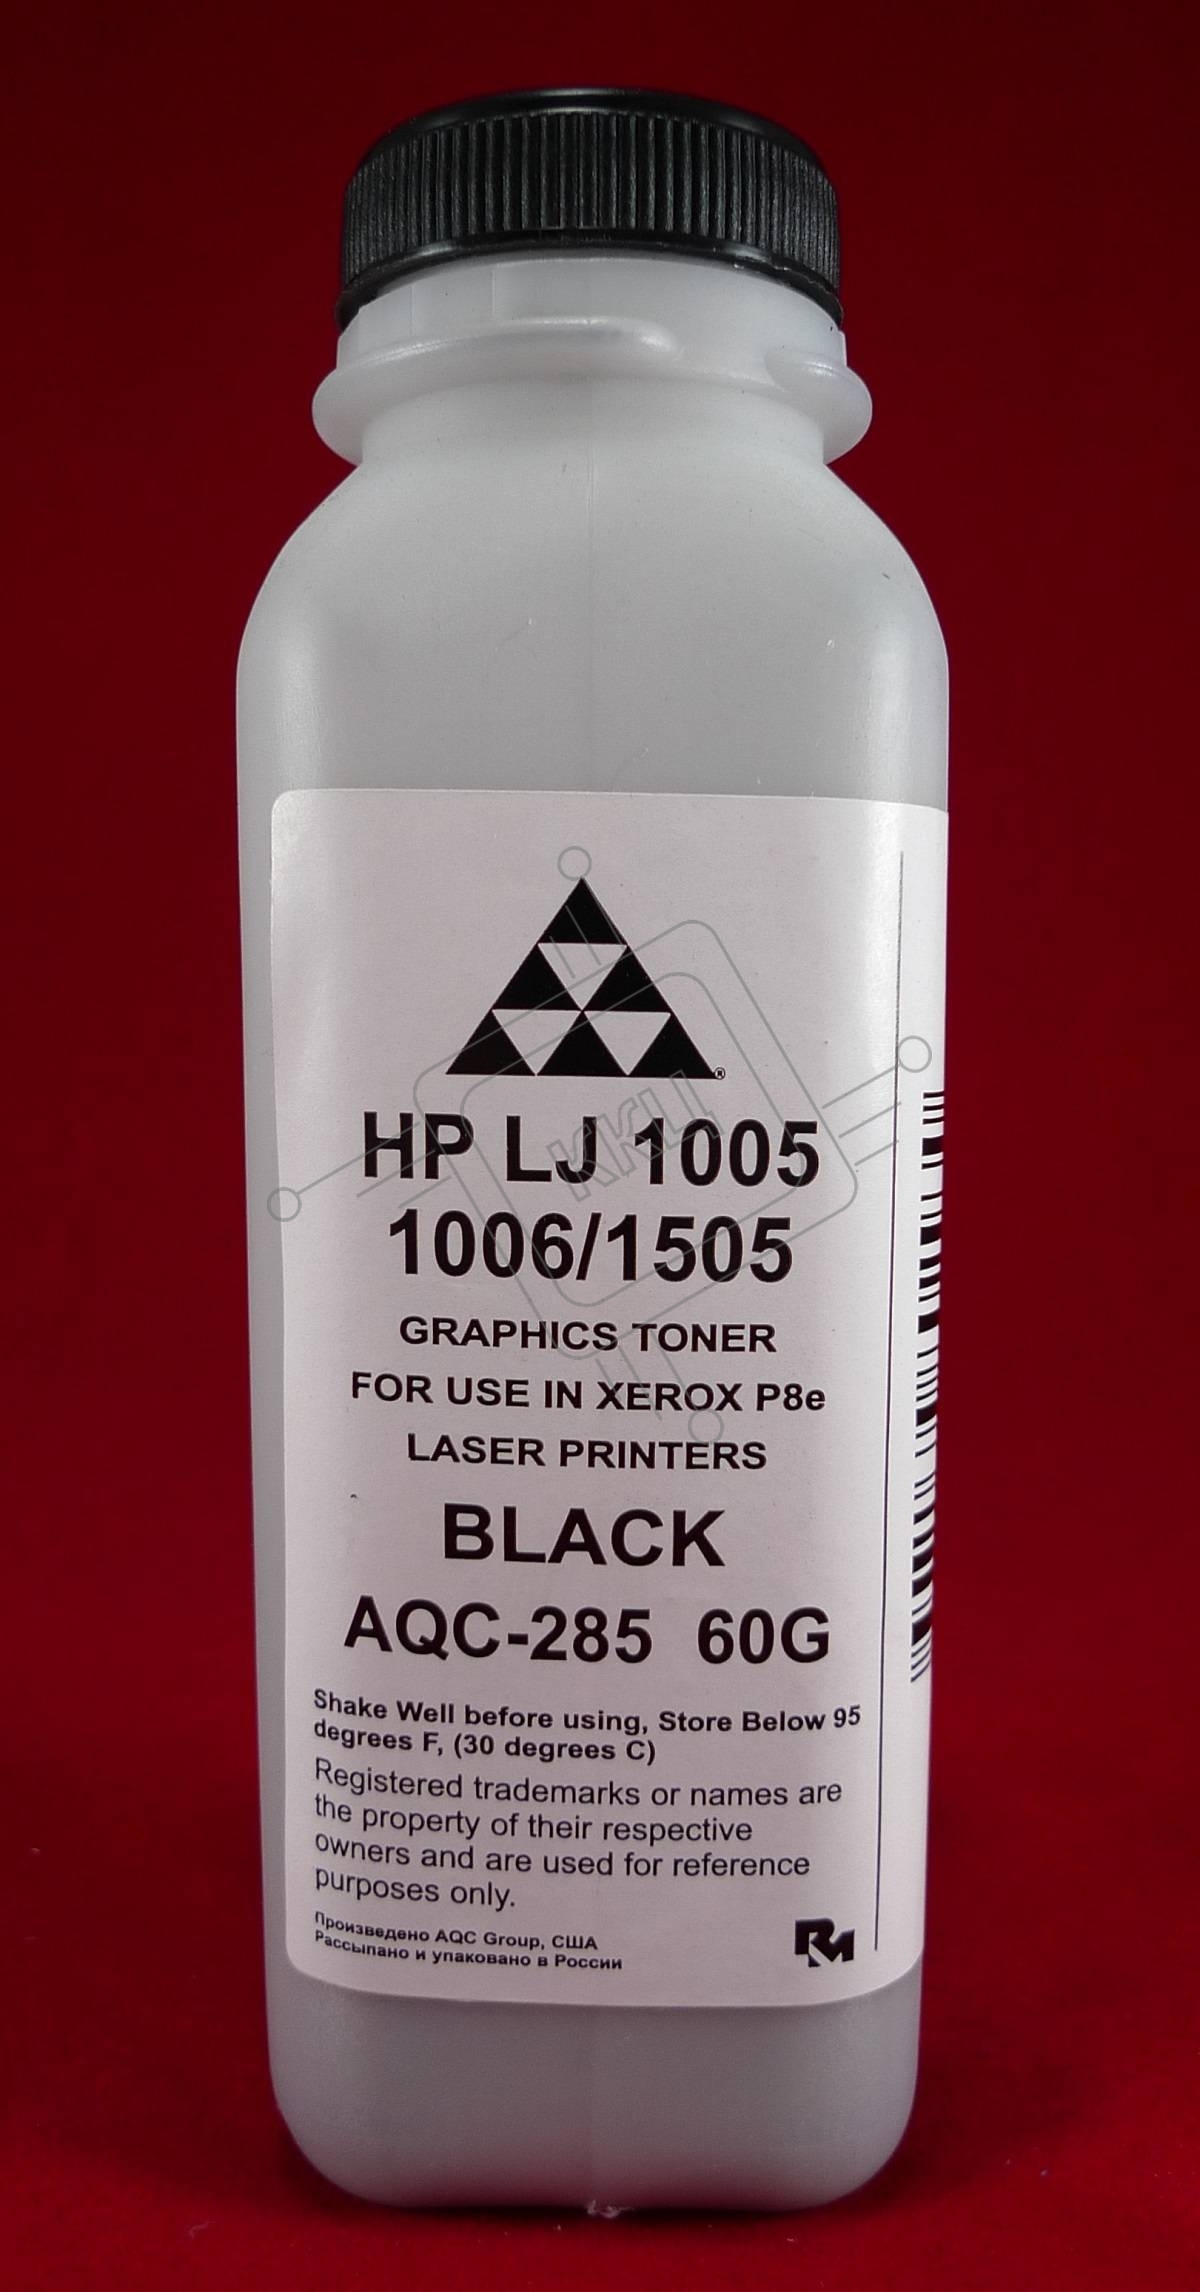 ®
HP LJ 1005
1006/1505
GRAPHICS TONER
FOR USE IN XEROX P8e
LASER PRINTERS
BLACK
AQC-285 60G
Shake Well before using, Store Below 95
degrees F, (30 degrees C)
Registered trademarks or names are
the property of their respective
owners and are used for reference
purposes only.
Произведено AQC Group, США
Рассыпано и упаковано в России
RM
ККЦ